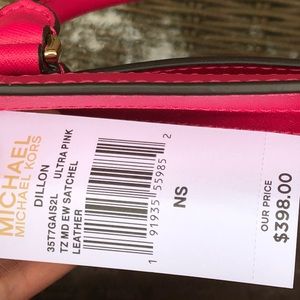 MICHAEL
MICHAEL KORS
DILLON
35T7GAIS2L ULTRA PINK
TZ MD EW SATCHEL
LEATHER
1 91935 55985 2
NS
OUR PRICE
$398.00